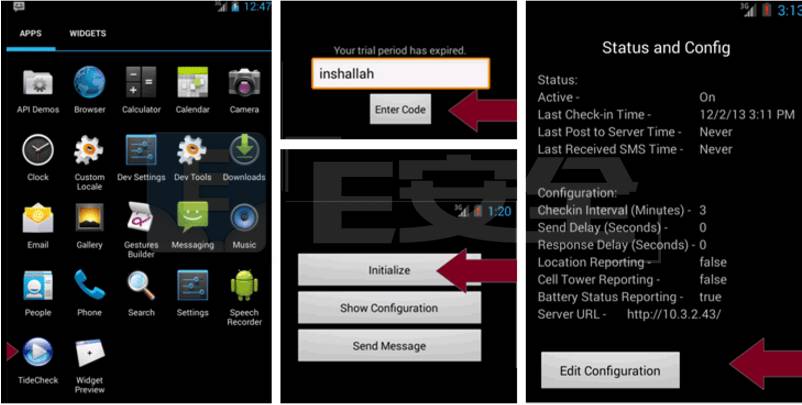 12:47
APPS WIDGETS
API Demos Browser Calculator Calendar Camera
Clock Custom Locale Dev Settings Dev Tools Downloads
Email Gallery Gestures Builder Messaging Music
People Phone Search Settings Speech Recorder
TideCheck Widget Preview
Your trial period has expired.
inshallah
Enter Code
3G 1:20
Initialize
Show Configuration
Send Message
3G 3:13
Status and Config
Status:
Active - On
Last Check-in Time - 12/2/13 3:11 PM
Last Post to Server Time - Never
Last Received SMS Time - Never
Configuration:
Checkin Interval (Minutes) - 3
Send Delay (Seconds) - 0
Response Delay (Seconds) - 0
Location Reporting - false
Cell Tower Reporting - false
Battery Status Reporting - true
Server URL - http://10.3.2.43/
Edit Configuration
E安全